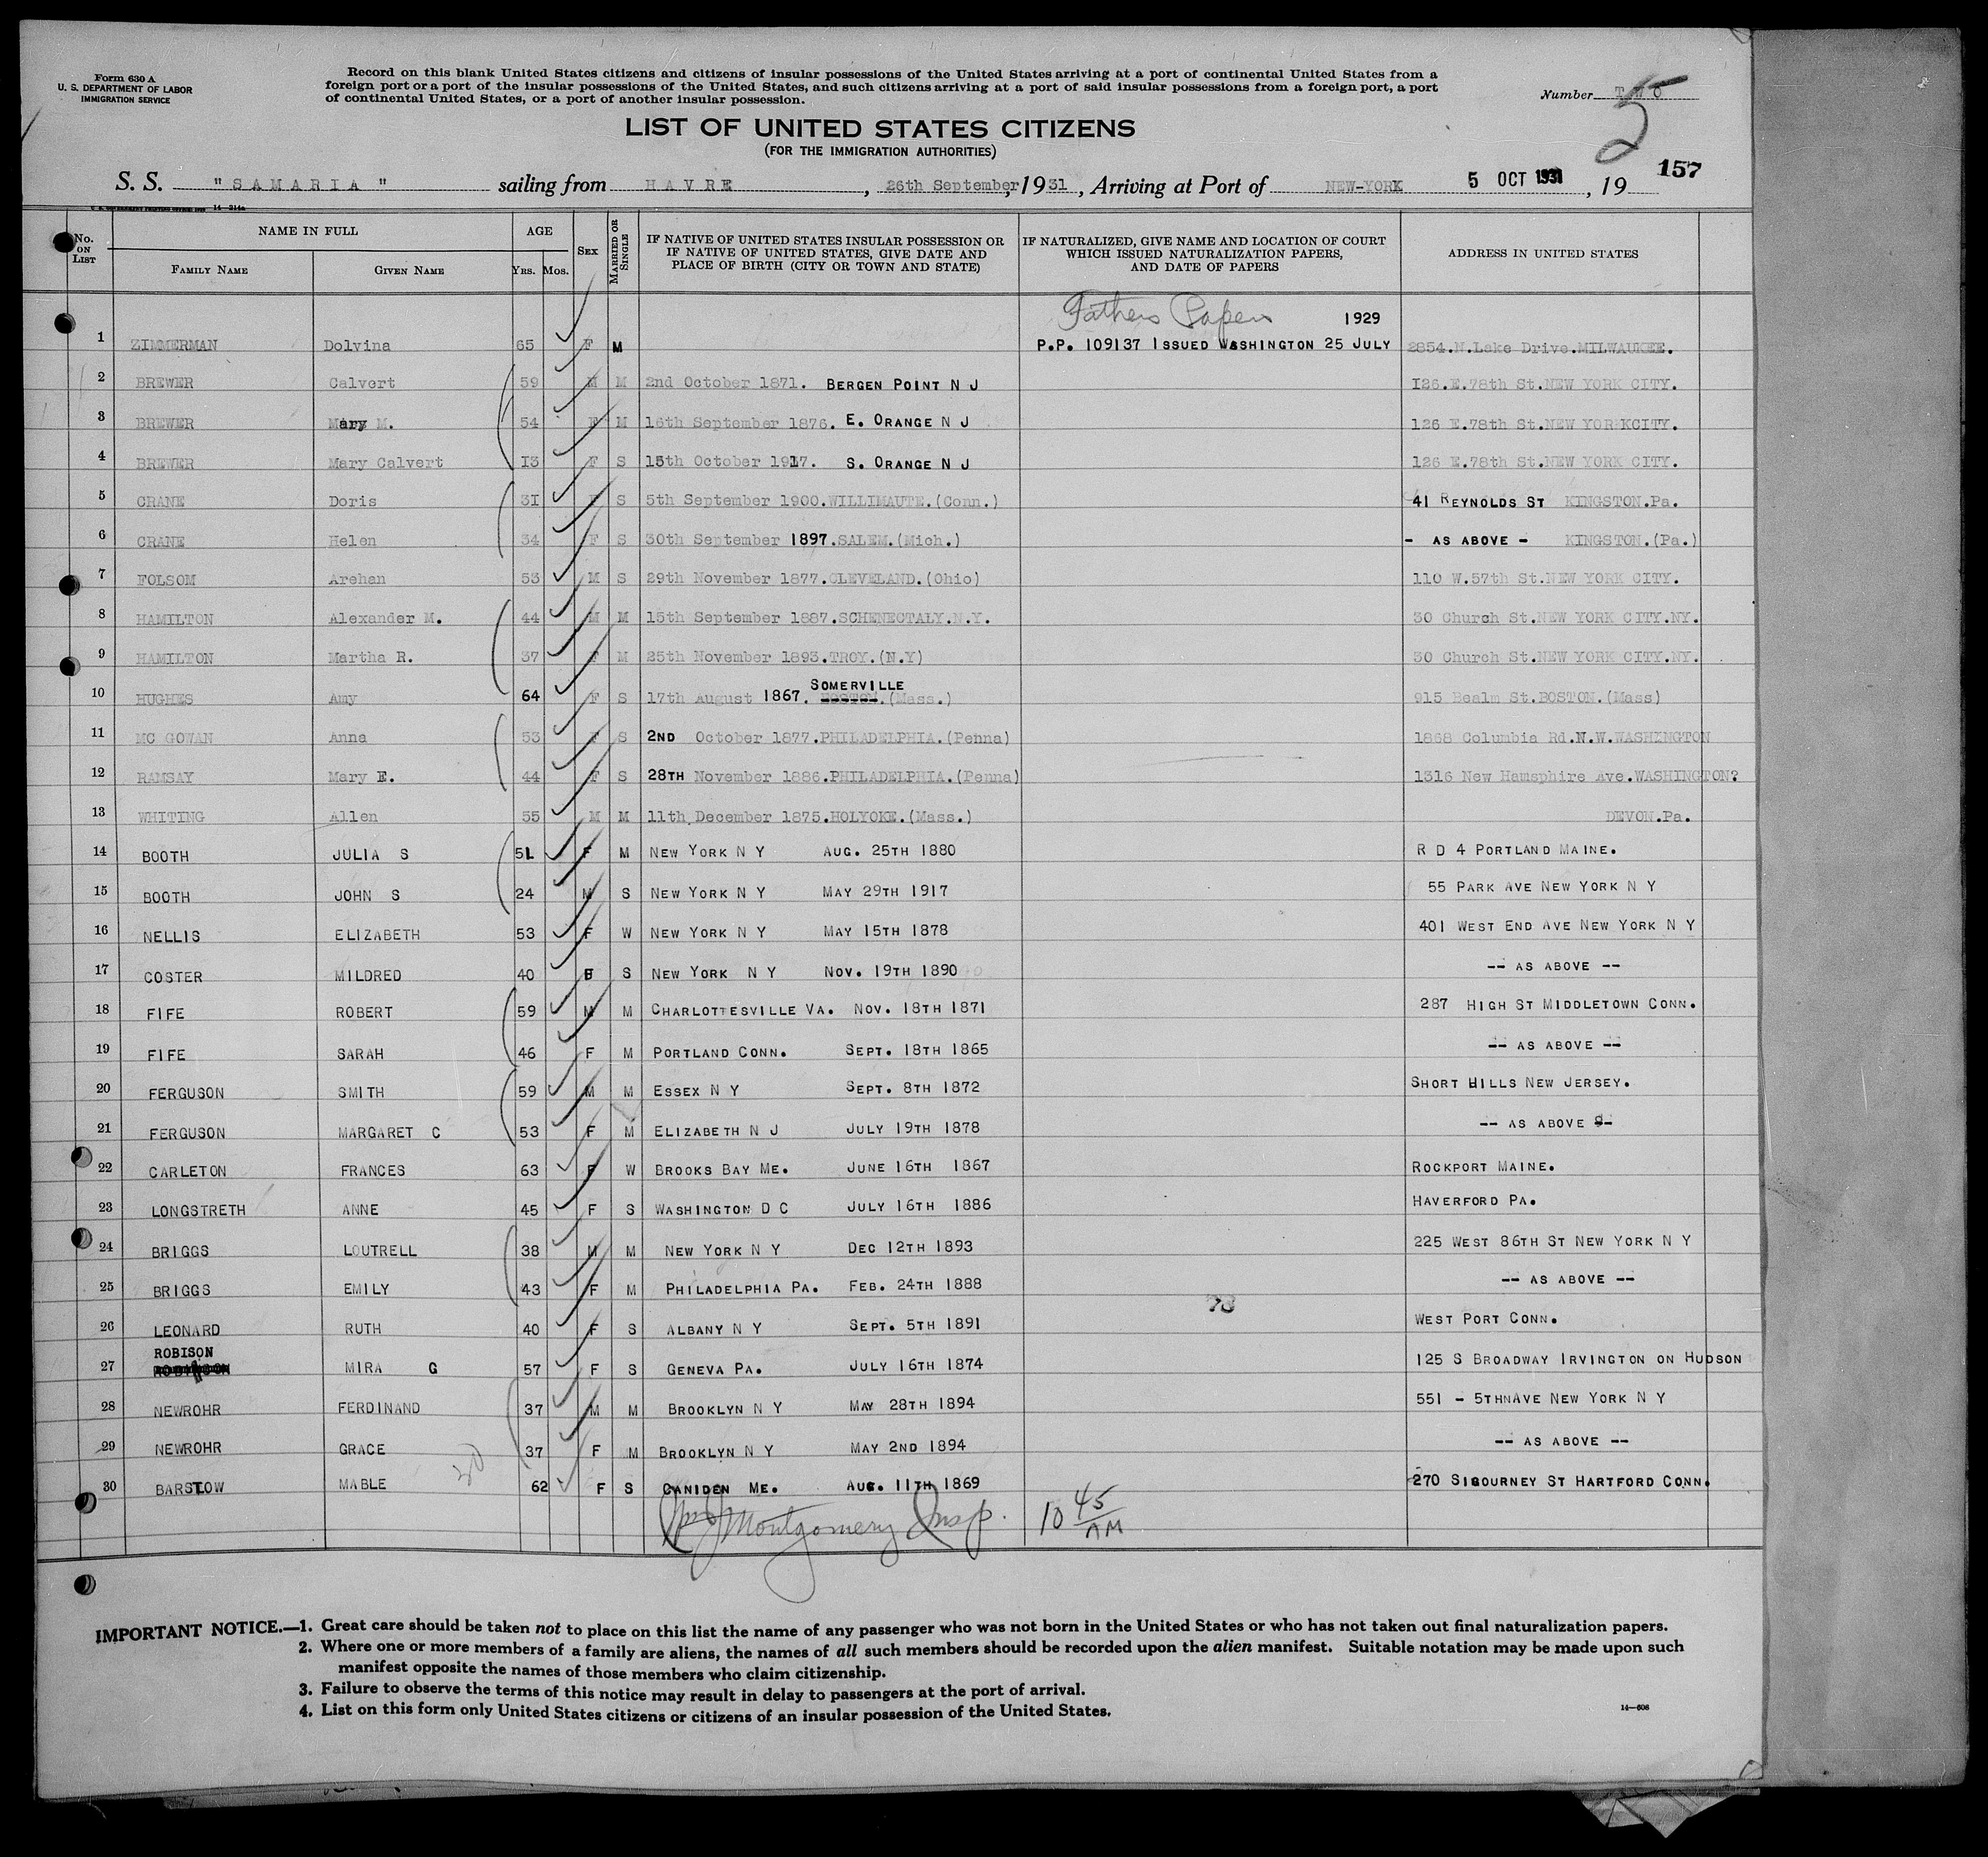 Form 630 A
U. S. DEPARTMENT OF LABOR
IMMIGRATION SERVICE
Record on this blank United States citizens and citizens of insular possessions of the United States arriving at a port of continental United States from a
foreign port or a port of the insular possessions of the United States, and such citizens arriving at a port of said insular possessions from a foreign port, a port
of continental United States, or a port of another insular possession.
Number TWO
5
LIST OF UNITED STATES CITIZENS
(FOR THE IMMIGRATION AUTHORITIES)
157
S. S. "SAMARIA" sailing from HAVRE, 26th September, 1931, Arriving at Port of NEW-YORK 5 OCT 1931, 19
14—214a
No. ON LIST
NAME IN FULL
FAMILY NAME
GIVEN NAME
AGE
YRS. MOS.
SEX
MARRIED OR SINGLE
IF NATIVE OF UNITED STATES INSULAR POSSESSION OR
IF NATIVE OF UNITED STATES, GIVE DATE AND
PLACE OF BIRTH (CITY OR TOWN AND STATE)
IF NATURALIZED, GIVE NAME AND LOCATION OF COURT
WHICH ISSUED NATURALIZATION PAPERS,
AND DATE OF PAPERS
ADDRESS IN UNITED STATES
Fathers Papers 1929
1 ZIMMERMAN Dolvina 65 F M P.P. 109137 ISSUED WASHINGTON 25 JULY 2854.N.Lake Drive.MILWAUKEE.
2 BREWER Calvert 59 M M 2nd October 1871. BERGEN POINT N J 126.E.78th St.NEW YORK CITY.
3 BREWER Mary M. 54 F M 16th September 1876. E. ORANGE N J 126 E.78th St.NEW YORKCITY.
4 BREWER Mary Calvert 13 F S 15th October 1917. S. ORANGE N J 126 E.78th St.NEW YORK CITY.
5 CRANE Doris 31 F S 5th September 1900.WILLIMAUTE.(Conn.) 41 REYNOLDS ST KINGSTON.Pa.
6 CRANE Helen 34 F S 30th September 1897.SALEM.(Mich.) - AS ABOVE - KINGSTON.(Pa.)
7 FOLSOM Arehan 53 M S 29th November 1877.CLEVELAND.(Ohio) 110 W.57th St.NEW YORK CITY.
8 HAMILTON Alexander M. 44 M M 15th September 1887.SCHENECTALY.N.Y. 30 Church St.NEW YORK CITY.NY.
9 HAMILTON Martha R. 37 F M 25th November 1893.TROY.(N.Y) 30 Church St.NEW YORK CITY.NY.
SOMERVILLE
10 HUGHES Amy 64 F S 17th August 1867. BOSTON.(Mass.) 915 Bealm St.BOSTON.(Mass)
11 MC GOWAN Anna 53 F S 2ND October 1877.PHILADELPHIA.(Penna) 1868 Columbia Rd.N.W.WASHINGTON
12 RAMSAY Mary E. 44 F S 28TH November 1886.PHILADELPHIA.(Penna) 1316 New Hamsphire Ave.WASHINGTON?
13 WHITING Allen 55 M M 11th December 1875.HOLYOKE.(Mass.) DEVON.Pa.
14 BOOTH JULIA S 51 F M NEW YORK N Y AUG. 25TH 1880 R D 4 PORTLAND MAINE.
15 BOOTH JOHN S 24 M S NEW YORK N Y MAY 29TH 1917 55 PARK AVE NEW YORK N Y
16 NELLIS ELIZABETH 53 F W NEW YORK N Y MAY 15TH 1878 401 WEST END AVE NEW YORK N Y
17 COSTER MILDRED 40 F S NEW YORK N Y NOV. 19TH 1890 -- AS ABOVE --
18 FIFE ROBERT 59 M M CHARLOTTESVILLE VA. NOV. 18TH 1871 287 HIGH ST MIDDLETOWN CONN.
19 FIFE SARAH 46 F M PORTLAND CONN. SEPT. 18TH 1865 -- AS ABOVE --
20 FERGUSON SMITH 59 M M ESSEX N Y SEPT. 8TH 1872 SHORT HILLS NEW JERSEY.
21 FERGUSON MARGARET C 53 F M ELIZABETH N J JULY 19TH 1878 -- AS ABOVE --
22 CARLETON FRANCES 63 F W BROOKS BAY ME. JUNE 16TH 1867 ROCKPORT MAINE.
23 LONGSTRETH ANNE 45 F S WASHINGTON D C JULY 16TH 1886 HAVERFORD PA.
24 BRIGGS LOUTRELL 38 M M NEW YORK N Y DEC 12TH 1893 225 WEST 86TH ST NEW YORK N Y
25 BRIGGS EMILY 43 F M PHILADELPHIA PA. FEB. 24TH 1888 -- AS ABOVE --
26 LEONARD RUTH 40 F S ALBANY N Y SEPT. 5TH 1891 WEST PORT CONN.
ROBISON
27 MIRA G 57 F S GENEVA PA. JULY 16TH 1874 125 S BROADWAY IRVINGTON ON HUDSON
28 NEWROHR FERDINAND 37 M M BROOKLYN N Y MAY 28TH 1894 551 - 5THNAVE NEW YORK N Y
29 NEWROHR GRACE 37 F M BROOKLYN N Y MAY 2ND 1894 -- AS ABOVE --
30 BARSTOW MABLE 62 F S CANIDEN ME. AUG. 11TH 1869 270 SIGOURNEY ST HARTFORD CONN.
Montgomery Insp. 10 45 AM
IMPORTANT NOTICE.—1. Great care should be taken not to place on this list the name of any passenger who was not born in the United States or who has not taken out final naturalization papers.
2. Where one or more members of a family are aliens, the names of all such members should be recorded upon the alien manifest. Suitable notation may be made upon such
manifest opposite the names of those members who claim citizenship.
3. Failure to observe the terms of this notice may result in delay to passengers at the port of arrival.
4. List on this form only United States citizens or citizens of an insular possession of the United States.
14—608